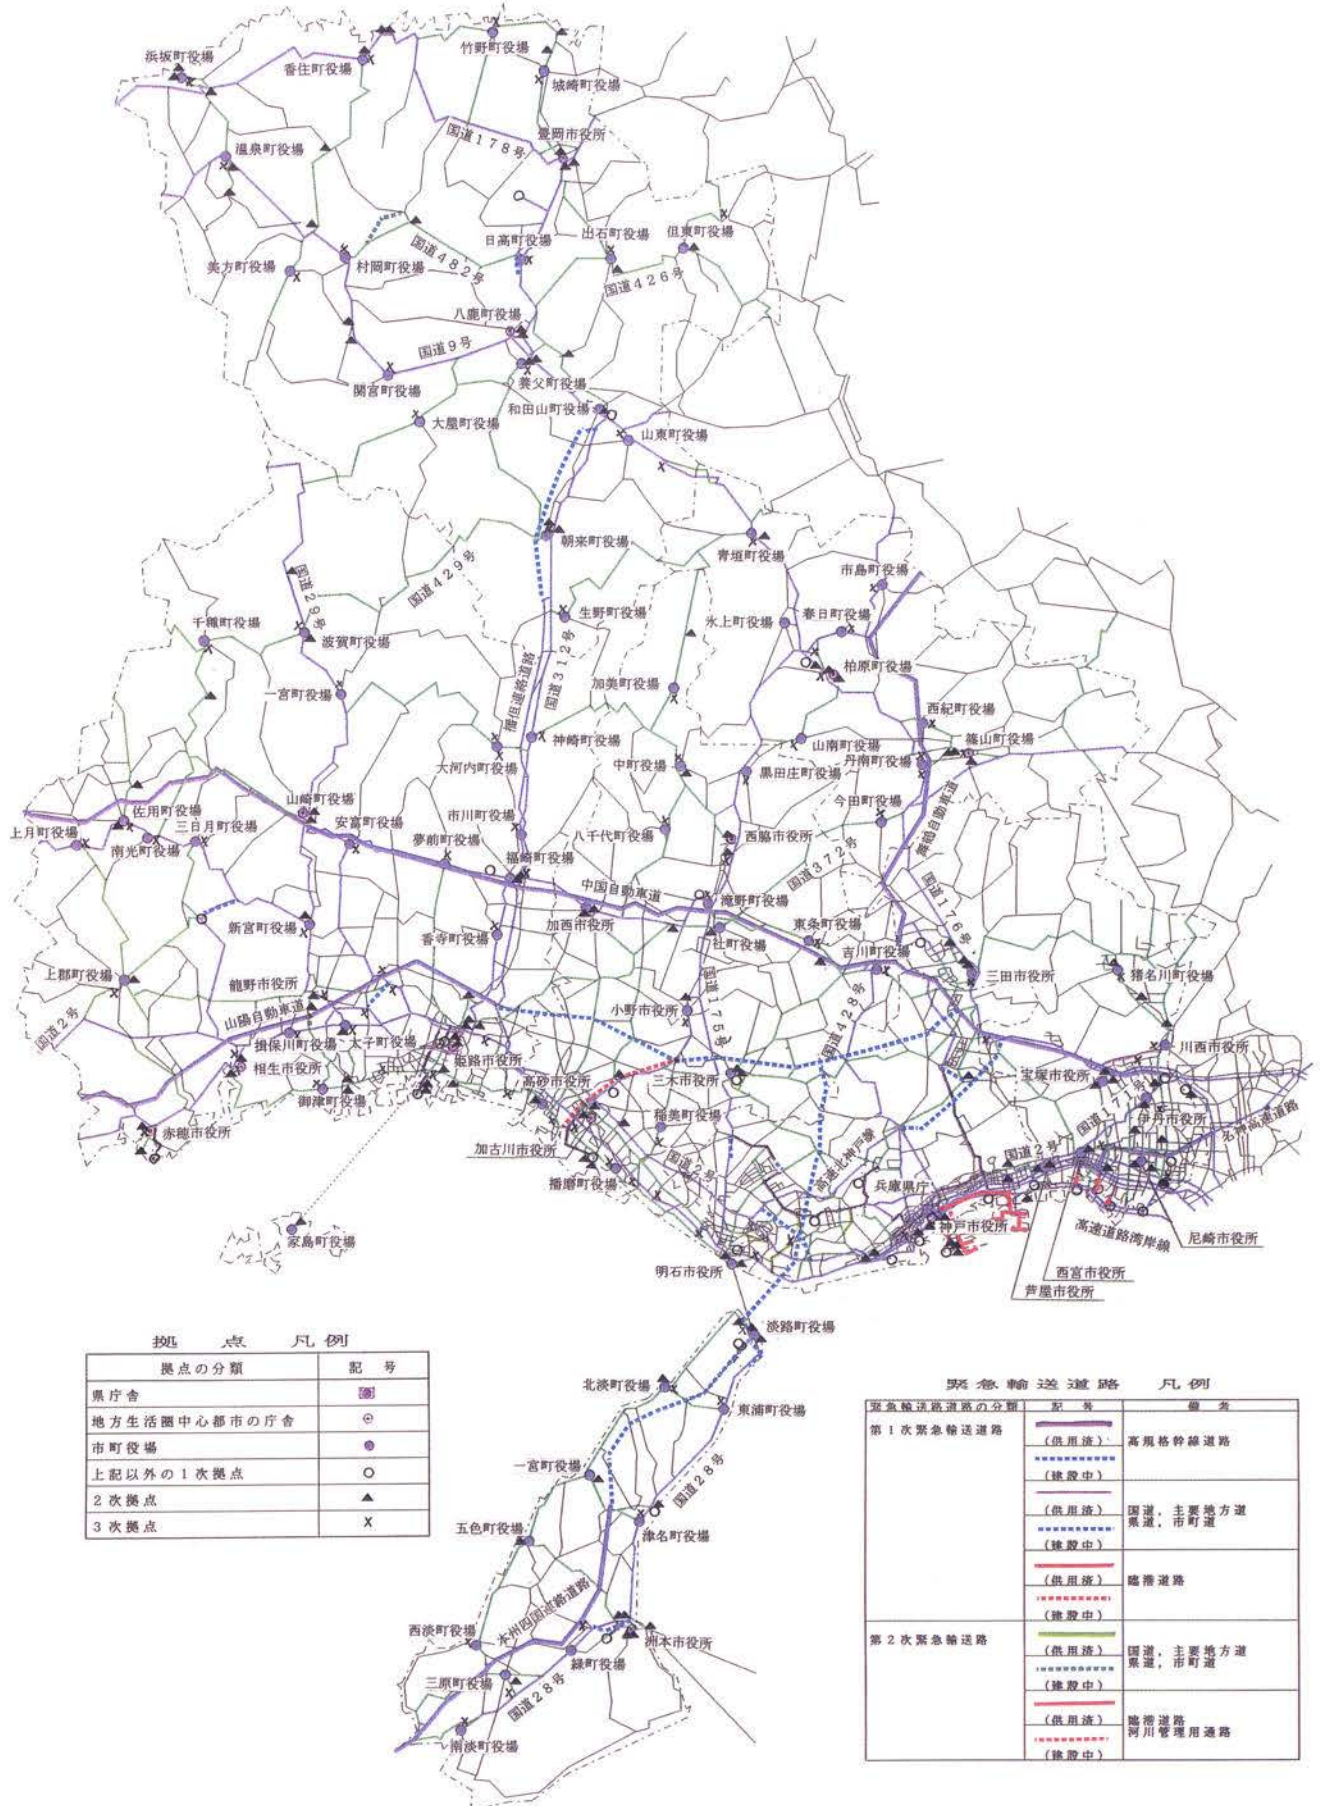 浜坂町役場
香住町役場
竹野町役場
城崎町役場
豊岡市役所
国道178号
温泉町役場
美方町役場
村岡町役場
国道482号
日高町役場
出石町役場
但東町役場
国道426号
八鹿町役場
国道9号
関宮町役場
養父町役場
和田山町役場
大屋町役場
山東町役場
朝来町役場
青垣町役場
市島町役場
国道29号
国道429号
生野町役場
氷上町役場
春日町役場
千種町役場
波賀町役場
播但連絡道路
国道312号
加美町役場
柏原町役場
一宮町役場
西紀町役場
神崎町役場
大河内町役場
中町役場
山南町役場
篠山町役場
丹南町役場
黒田庄町役場
今田町役場
舞鶴自動車道
山崎町役場
佐用町役場
上月町役場
南光町役場
三日月町役場
安富町役場
夢前町役場
市川町役場
福崎町役場
八千代町役場
西脇市役所
国道372号
国道176号
中国自動車道
滝野町役場
新宮町役場
香寺町役場
加西市役所
社町役場
東条町役場
吉川町役場
三田市役所
猪名川町役場
上郡町役場
龍野市役所
小野市役所
国道175号
国道428号
国道2号
山陽自動車道
揖保川町役場
太子町役場
姫路市役所
相生市役所
御津町役場
高砂市役所
三木市役所
川西市役所
宝塚市役所
国道171号
伊丹市役所
名神高速道路
赤穂市役所
加古川市役所
稲美町役場
国道2号
播磨町役場
高速北神戸線
国道2号
兵庫県庁
神戸市役所
高速道路湾岸線
尼崎市役所
西宮市役所
芦屋市役所
家島町役場
明石市役所
淡路町役場
北淡町役場
東浦町役場
一宮町役場
国道28号
五色町役場
津名町役場
本州四国連絡道路
西淡町役場
洲本市役所
緑町役場
三原町役場
国道28号
南淡町役場
拠点凡例
拠点の分類 記号
県庁舎
地方生活圏中心都市の庁舎
市町役場
上記以外の1次拠点
2次拠点
3次拠点
緊急輸送道路 凡例
緊急輸送路道路の分類 記号 備考
第1次緊急輸送道路
(供用済) 高規格幹線道路
(建設中)
(供用済) 国道,主要地方道
県道,市町道
(建設中)
(供用済) 臨港道路
(建設中)
第2次緊急輸送路
(供用済) 国道,主要地方道
県道,市町道
(建設中)
(供用済) 臨港道路
河川管理用通路
(建設中)